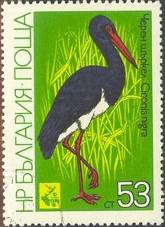 НР БЪЛГАРИЯ·ПОЩА
Черен щъркел · Ciconia nigra
СТ 53